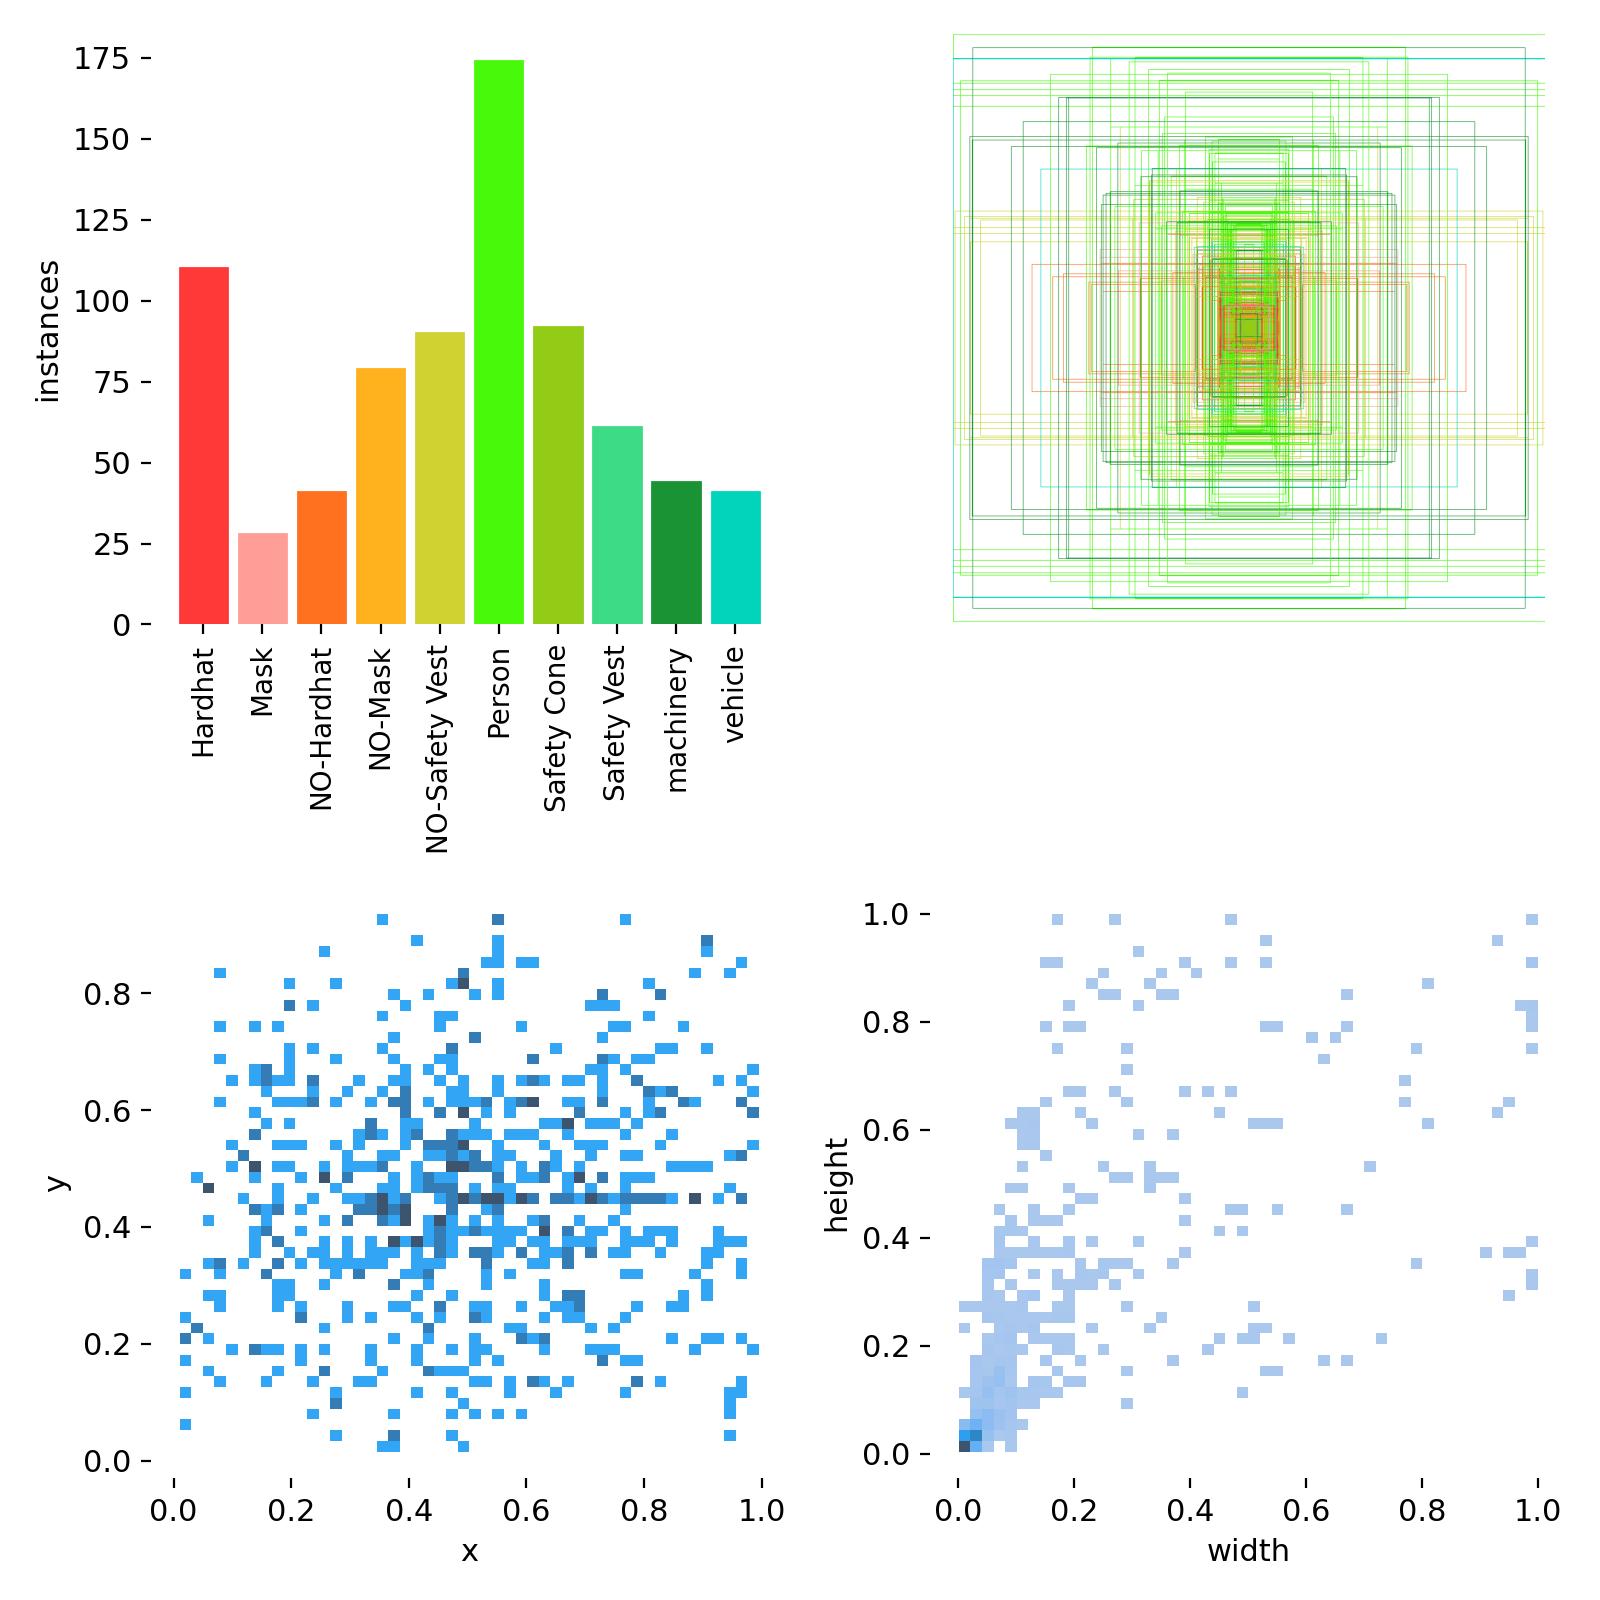 instances
175
150
125
100
75
50
25
0
Hardhat
Mask
NO-Hardhat
NO-Mask
NO-Safety Vest
Person
Safety Cone
Safety Vest
machinery
vehicle
y
0.8
0.6
0.4
0.2
0.0
0.0 0.2 0.4 0.6 0.8 1.0
x
height
1.0
0.8
0.6
0.4
0.2
0.0
0.0 0.2 0.4 0.6 0.8 1.0
width